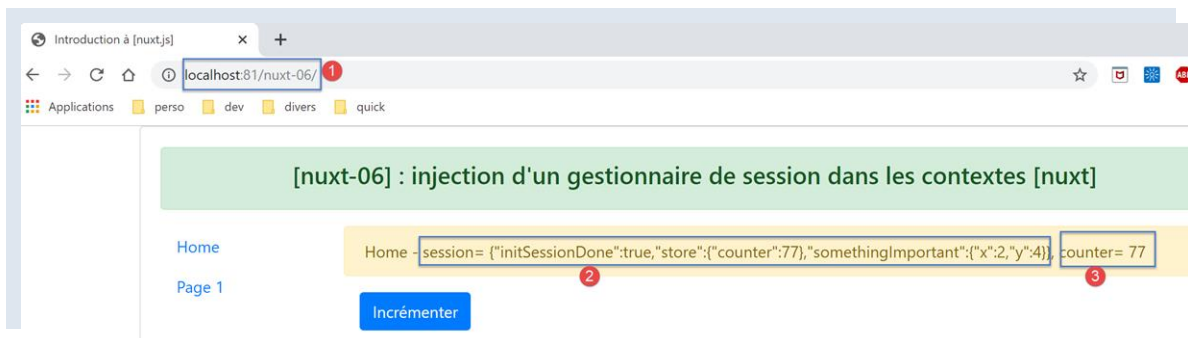 Introduction à [nuxt.js]
localhost:81/nuxt-06/ 1
Applications perso dev divers quick
[nuxt-06] : injection d'un gestionnaire de session dans les contextes [nuxt]
Home
Home - session= {"initSessionDone":true,"store":{"counter":77},"somethingImportant":{"x":2,"y":4}}, counter= 77
2 3
Page 1
Incrémenter